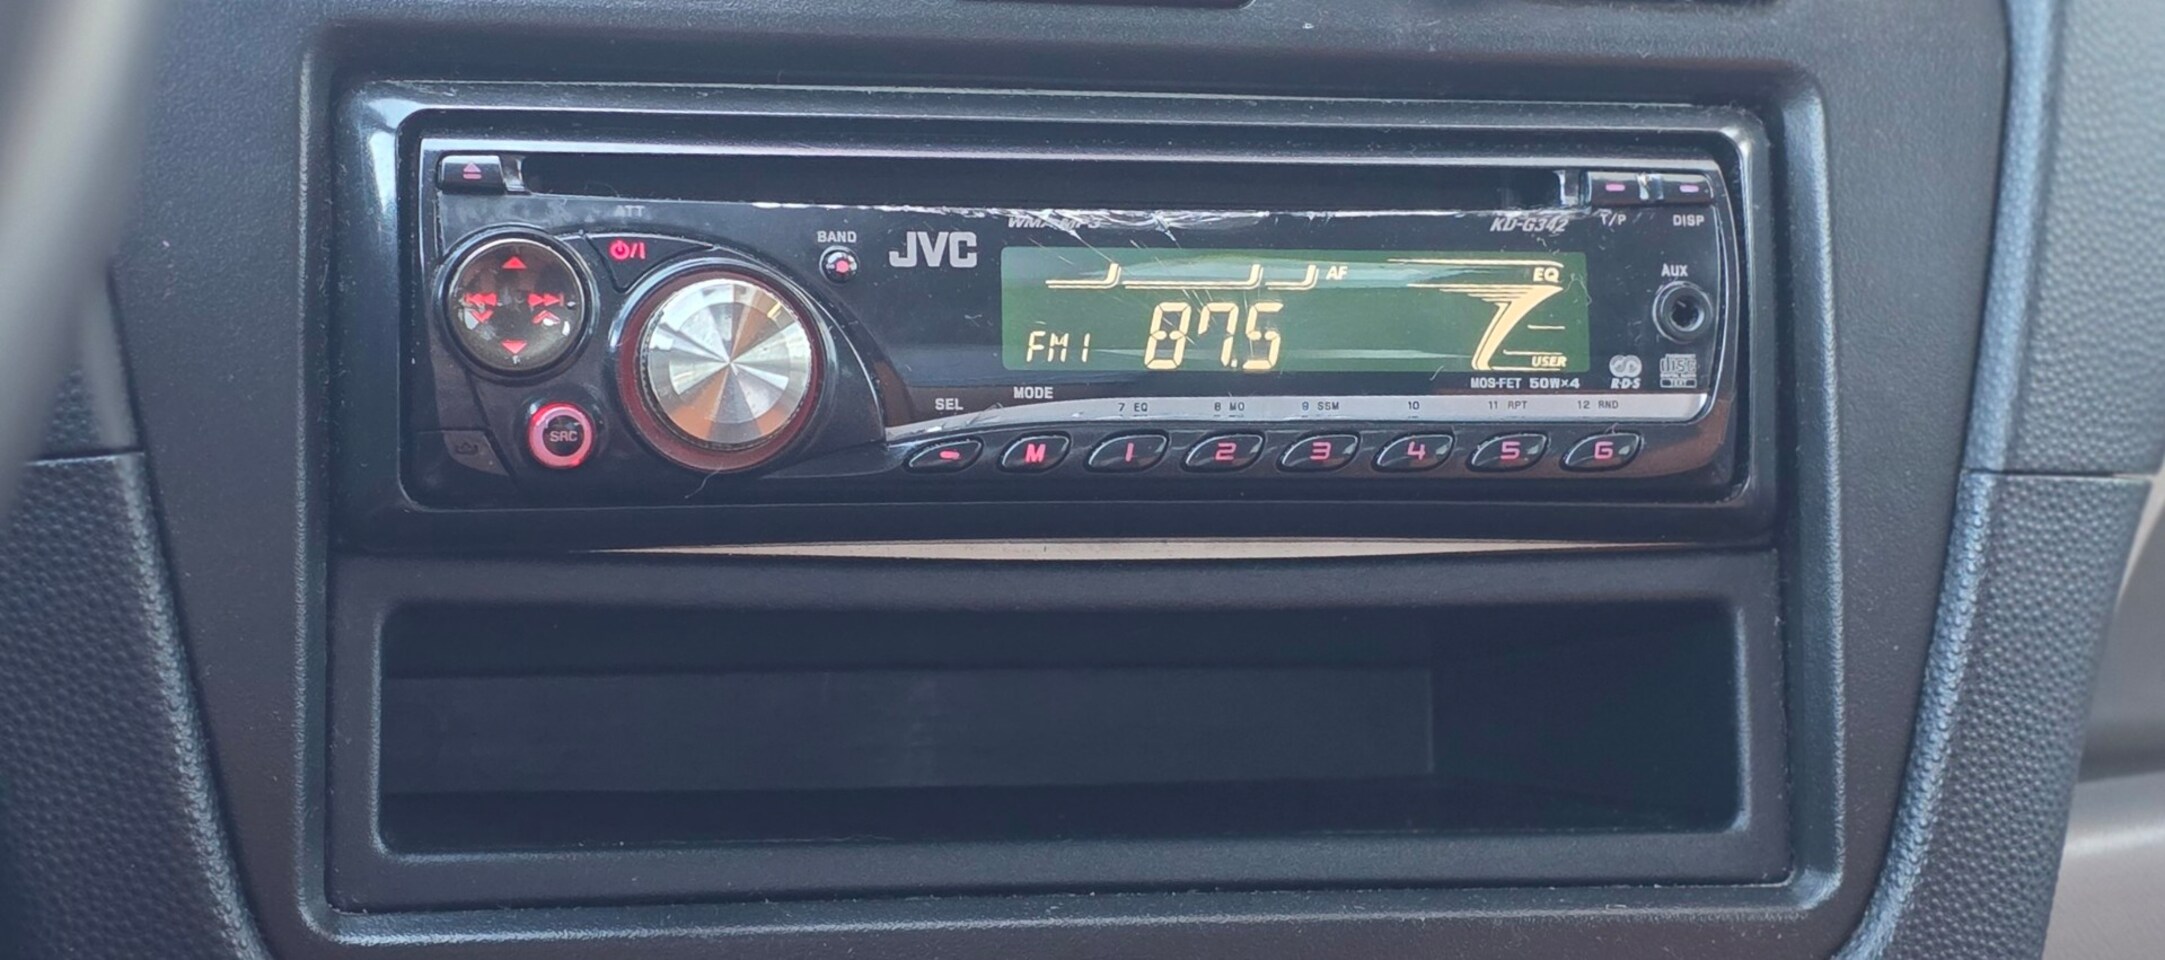 ATT
BAND
JVC
WMA MP3
KD-G342
T/P
DISP
AF
EQ
AUX
FM1 87.5
USER
SRC
MOS-FET 50W×4
R·D·S
DISC
TEXT
SEL
MODE
7 EQ 8 MO 9 SSM 10 11 RPT 12 RND
M 1 2 3 4 5 6